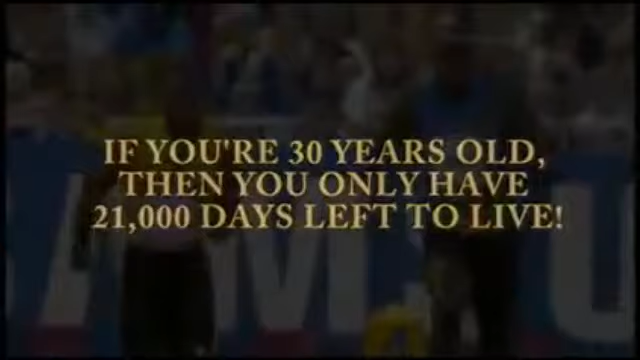 IF YOU'RE 30 YEARS OLD,
THEN YOU ONLY HAVE
21,000 DAYS LEFT TO LIVE!